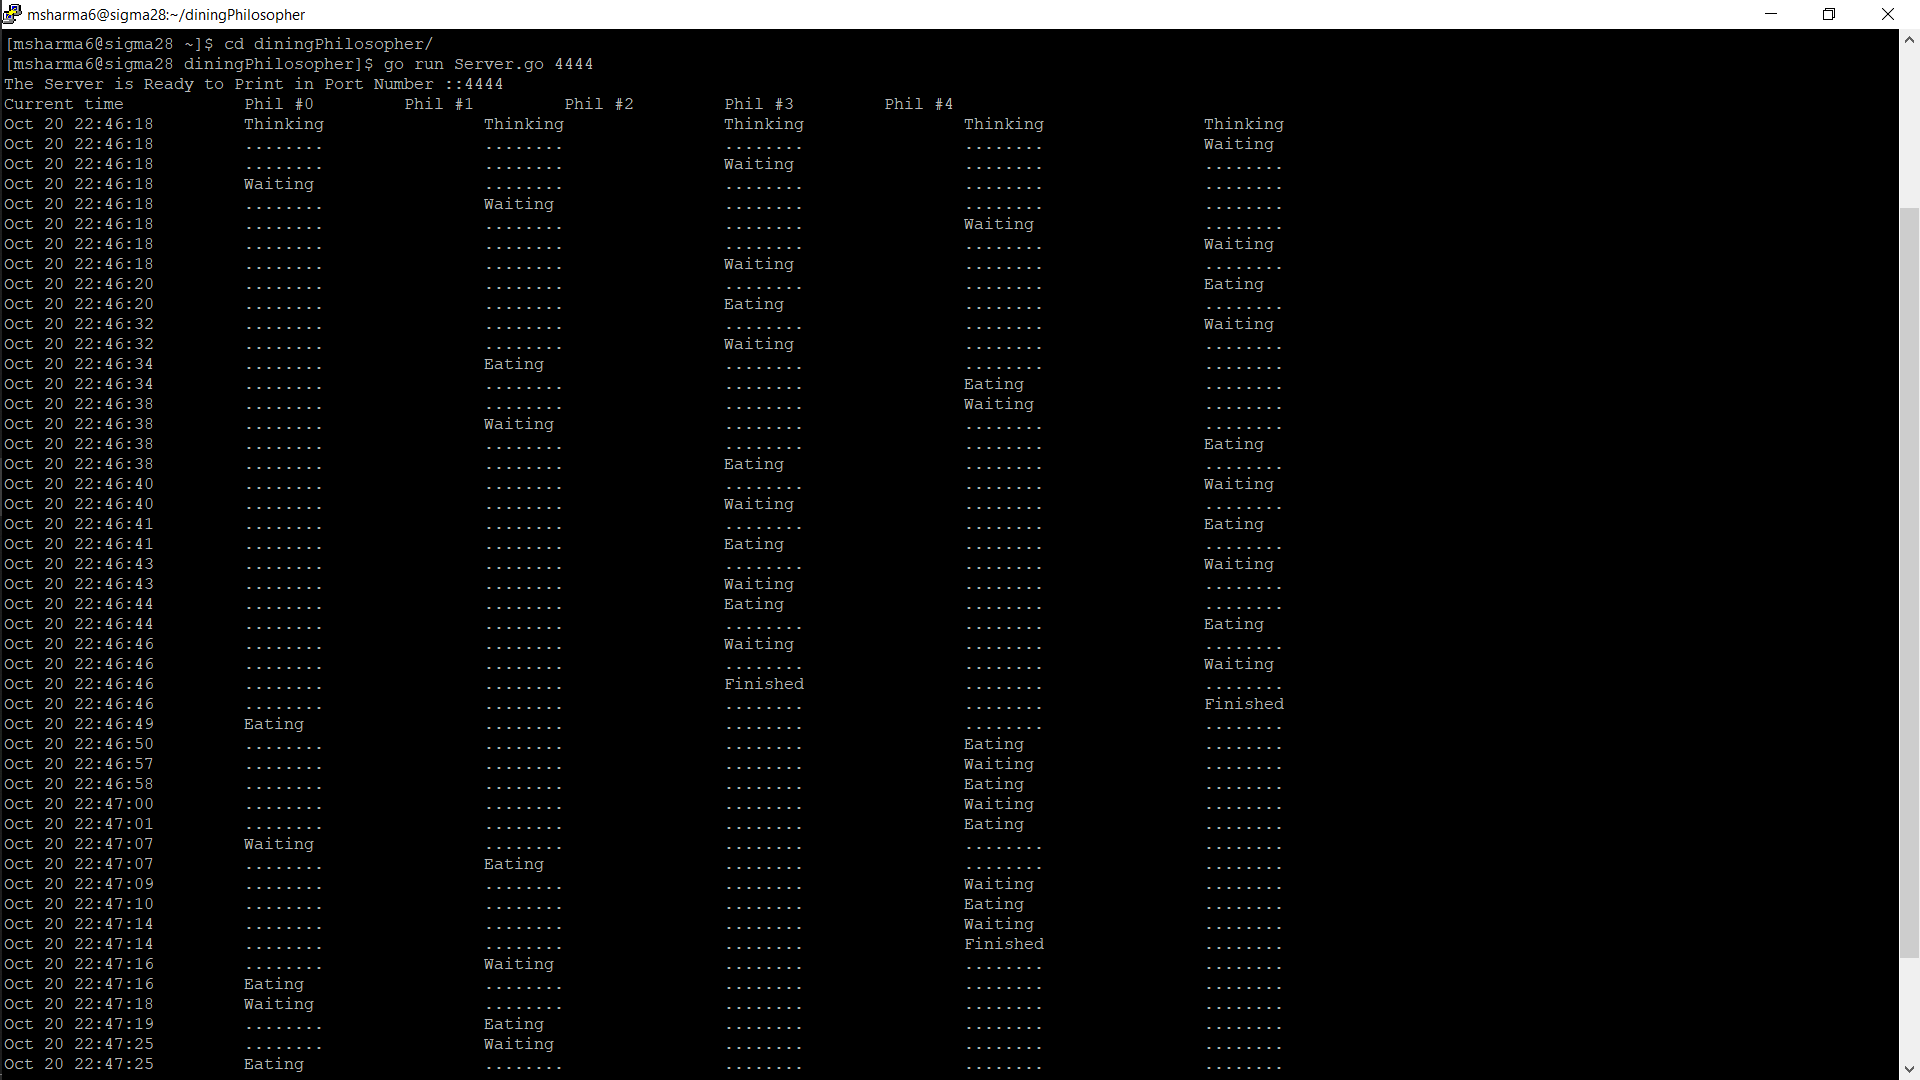 msharma6@sigma28:~/diningPhilosopher
[msharma6@sigma28 ~]$ cd diningPhilosopher/
[msharma6@sigma28 diningPhilosopher]$ go run Server.go 4444
The Server is Ready to Print in Port Number ::4444
Current time Phil #0 Phil #1 Phil #2 Phil #3 Phil #4
Oct 20 22:46:18 Thinking Thinking Thinking Thinking Thinking
Oct 20 22:46:18 ........ ........ ........ ........ Waiting
Oct 20 22:46:18 ........ ........ Waiting ........ ........
Oct 20 22:46:18 Waiting ........ ........ ........ ........
Oct 20 22:46:18 ........ Waiting ........ ........ ........
Oct 20 22:46:18 ........ ........ ........ Waiting ........
Oct 20 22:46:18 ........ ........ ........ ........ Waiting
Oct 20 22:46:18 ........ ........ Waiting ........ ........
Oct 20 22:46:20 ........ ........ ........ ........ Eating
Oct 20 22:46:20 ........ ........ Eating ........ ........
Oct 20 22:46:32 ........ ........ ........ ........ Waiting
Oct 20 22:46:32 ........ ........ Waiting ........ ........
Oct 20 22:46:34 ........ Eating ........ ........ ........
Oct 20 22:46:34 ........ ........ ........ Eating ........
Oct 20 22:46:38 ........ ........ ........ Waiting ........
Oct 20 22:46:38 ........ Waiting ........ ........ ........
Oct 20 22:46:38 ........ ........ ........ ........ Eating
Oct 20 22:46:38 ........ ........ Eating ........ ........
Oct 20 22:46:40 ........ ........ ........ ........ Waiting
Oct 20 22:46:40 ........ ........ Waiting ........ ........
Oct 20 22:46:41 ........ ........ ........ ........ Eating
Oct 20 22:46:41 ........ ........ Eating ........ ........
Oct 20 22:46:43 ........ ........ ........ ........ Waiting
Oct 20 22:46:43 ........ ........ Waiting ........ ........
Oct 20 22:46:44 ........ ........ Eating ........ ........
Oct 20 22:46:44 ........ ........ ........ ........ Eating
Oct 20 22:46:46 ........ ........ Waiting ........ ........
Oct 20 22:46:46 ........ ........ ........ ........ Waiting
Oct 20 22:46:46 ........ ........ Finished ........ ........
Oct 20 22:46:46 ........ ........ ........ ........ Finished
Oct 20 22:46:49 Eating ........ ........ ........ ........
Oct 20 22:46:50 ........ ........ ........ Eating ........
Oct 20 22:46:57 ........ ........ ........ Waiting ........
Oct 20 22:46:58 ........ ........ ........ Eating ........
Oct 20 22:47:00 ........ ........ ........ Waiting ........
Oct 20 22:47:01 ........ ........ ........ Eating ........
Oct 20 22:47:07 Waiting ........ ........ ........ ........
Oct 20 22:47:07 ........ Eating ........ ........ ........
Oct 20 22:47:09 ........ ........ ........ Waiting ........
Oct 20 22:47:10 ........ ........ ........ Eating ........
Oct 20 22:47:14 ........ ........ ........ Waiting ........
Oct 20 22:47:14 ........ ........ ........ Finished ........
Oct 20 22:47:16 ........ Waiting ........ ........ ........
Oct 20 22:47:16 Eating ........ ........ ........ ........
Oct 20 22:47:18 Waiting ........ ........ ........ ........
Oct 20 22:47:19 ........ Eating ........ ........ ........
Oct 20 22:47:25 ........ Waiting ........ ........ ........
Oct 20 22:47:25 Eating ........ ........ ........ ........